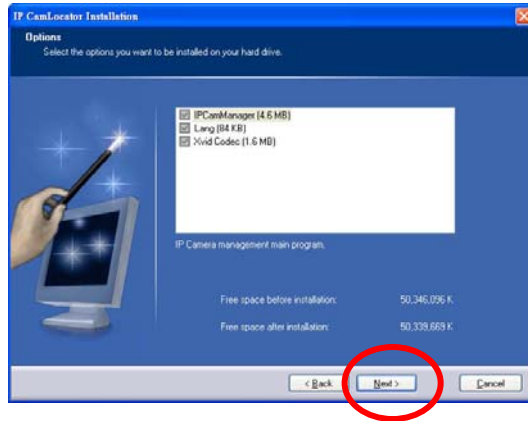 IP CamLocator Installation
Options
Select the options you want to be installed on your hard drive.
IPCamManager (4.6 MB)
Lang (84 KB)
Xvid Codec (1.6 MB)
IP Camera management main program.
Free space before installation: 50,346,096 K
Free space after installation: 50,339,669 K
< Back Next > Cancel